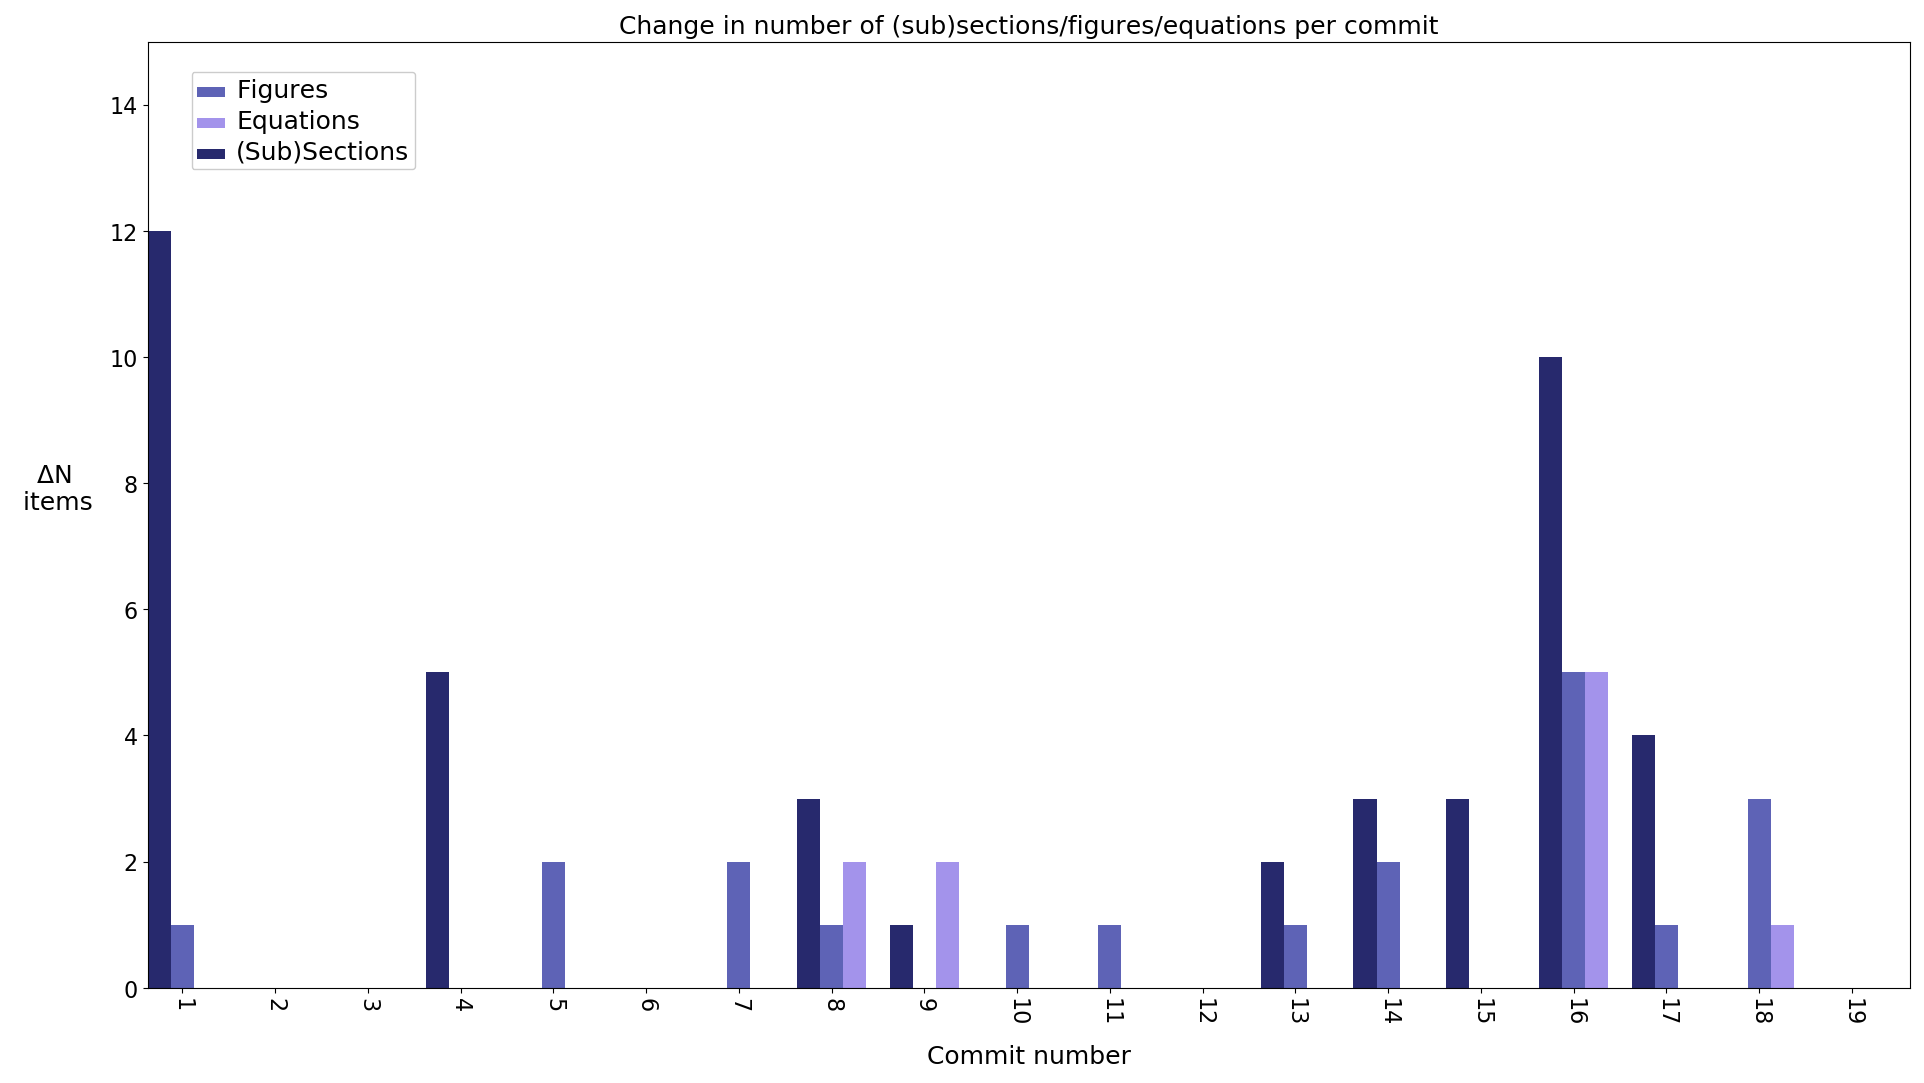 Change in number of (sub)sections/figures/equations per commit
Figures
Equations
(Sub)Sections
14
12
10
8
6
4
2
0
ΔN
items
1 2 3 4 5 6 7 8 9 10 11 12 13 14 15 16 17 18 19
Commit number